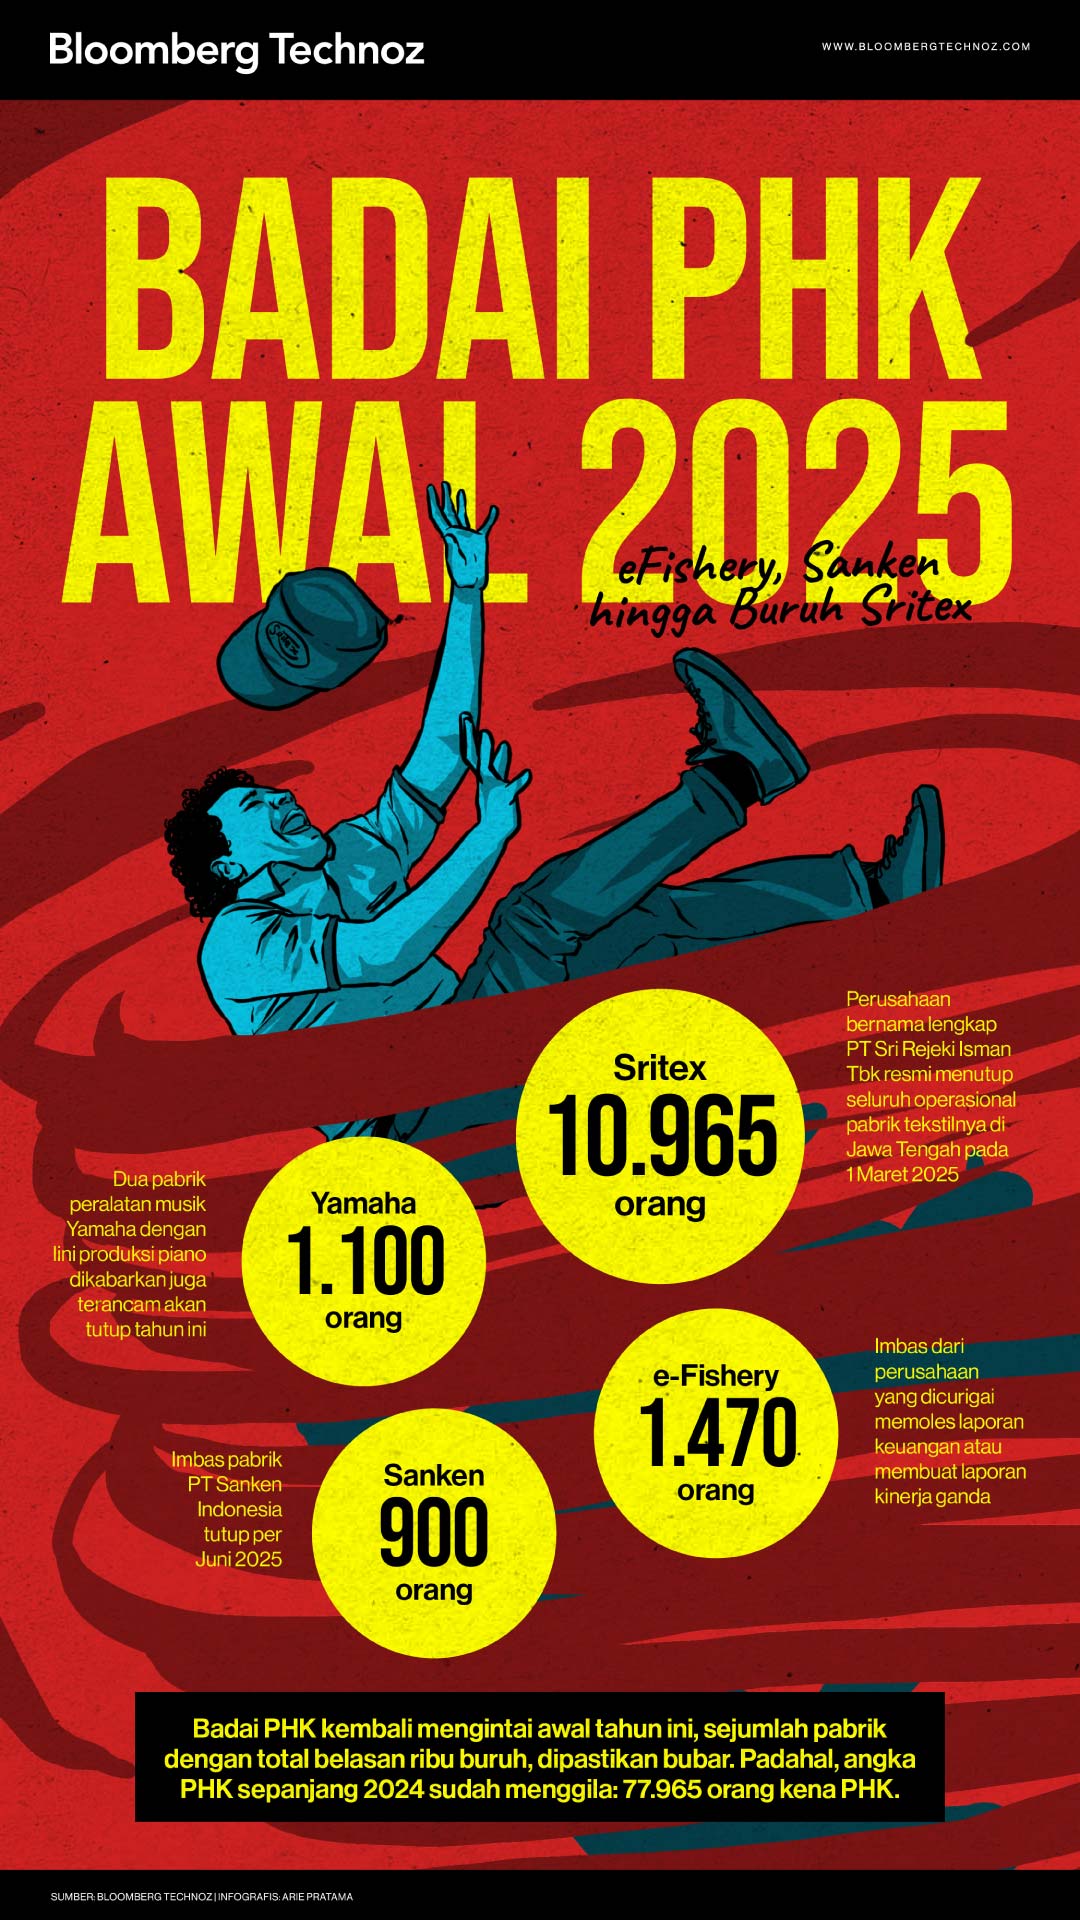 Bloomberg Technoz
WWW.BLOOMBERGTECHNOZ.COM
BADAI PHK
AWAL 2025
eFishery, Sanken
hingga Buruh Sritex
Sritex
10.965
orang
Perusahaan
bernama lengkap
PT Sri Rejeki Isman
Tbk resmi menutup
seluruh operasional
pabrik tekstilnya di
Jawa Tengah pada
1 Maret 2025
Dua pabrik
peralatan musik
Yamaha dengan
lini produksi piano
dikabarkan juga
terancam akan
tutup tahun ini
Yamaha
1.100
orang
e-Fishery
1.470
orang
Imbas dari
perusahaan
yang dicurigai
memoles laporan
keuangan atau
membuat laporan
kinerja ganda
Imbas pabrik
PT Sanken
Indonesia
tutup per
Juni 2025
Sanken
900
orang
Badai PHK kembali mengintai awal tahun ini, sejumlah pabrik
dengan total belasan ribu buruh, dipastikan bubar. Padahal, angka
PHK sepanjang 2024 sudah menggila: 77.965 orang kena PHK.
SUMBER: BLOOMBERG TECHNOZ | INFOGRAFIS: ARIE PRATAMA